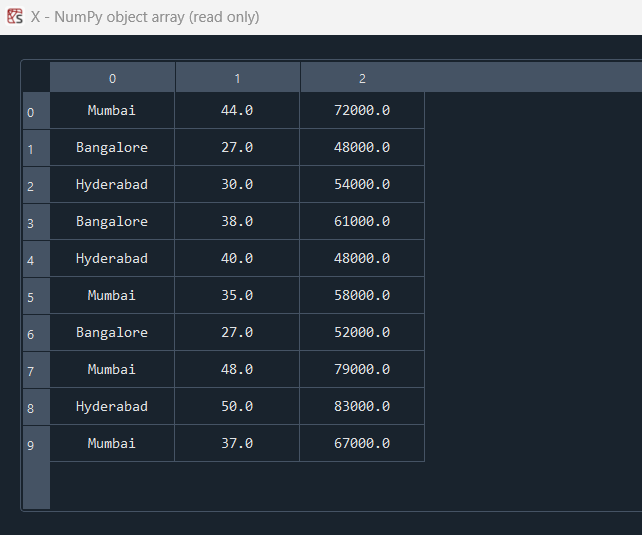 X - NumPy object array (read only)
0 1 2
0 Mumbai 44.0 72000.0
1 Bangalore 27.0 48000.0
2 Hyderabad 30.0 54000.0
3 Bangalore 38.0 61000.0
4 Hyderabad 40.0 48000.0
5 Mumbai 35.0 58000.0
6 Bangalore 27.0 52000.0
7 Mumbai 48.0 79000.0
8 Hyderabad 50.0 83000.0
9 Mumbai 37.0 67000.0